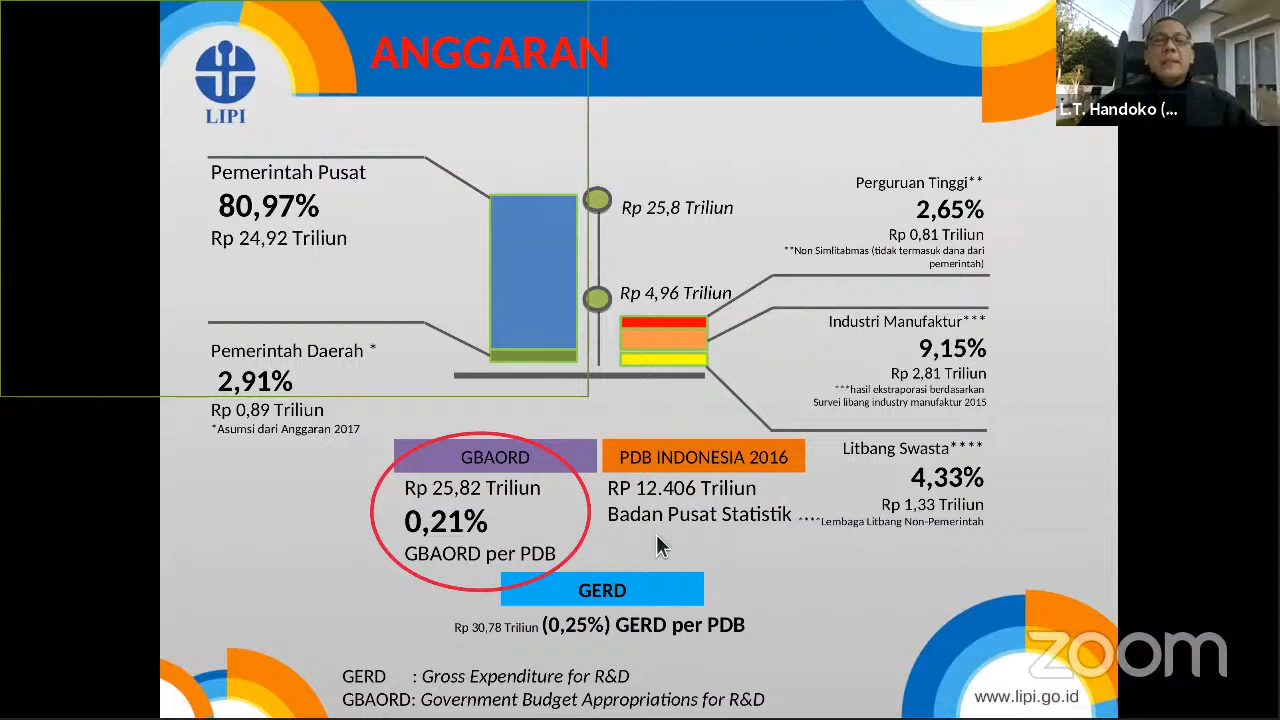 ANGGARAN
LIPI
L.T. Handoko (...
Pemerintah Pusat
80,97%
Rp 24,92 Triliun
Rp 25,8 Triliun
Rp 4,96 Triliun
Perguruan Tinggi**
2,65%
Rp 0,81 Triliun
**Non Simlitabmas (tidak termasuk dana dari
pemerintah)
Pemerintah Daerah *
2,91%
Rp 0,89 Triliun
*Asumsi dari Anggaran 2017
Industri Manufaktur***
9,15%
Rp 2,81 Triliun
***hasil ekstraporasi berdasarkan
Survei libang industry manufaktur 2015
Litbang Swasta****
4,33%
Rp 1,33 Triliun
****Lembaga Litbang Non-Pemerintah
GBAORD
Rp 25,82 Triliun
0,21%
GBAORD per PDB
PDB INDONESIA 2016
RP 12.406 Triliun
Badan Pusat Statistik
GERD
Rp 30,78 Triliun (0,25%) GERD per PDB
GERD : Gross Expenditure for R&D
GBAORD: Government Budget Appropriations for R&D
zoom
www.lipi.go.id